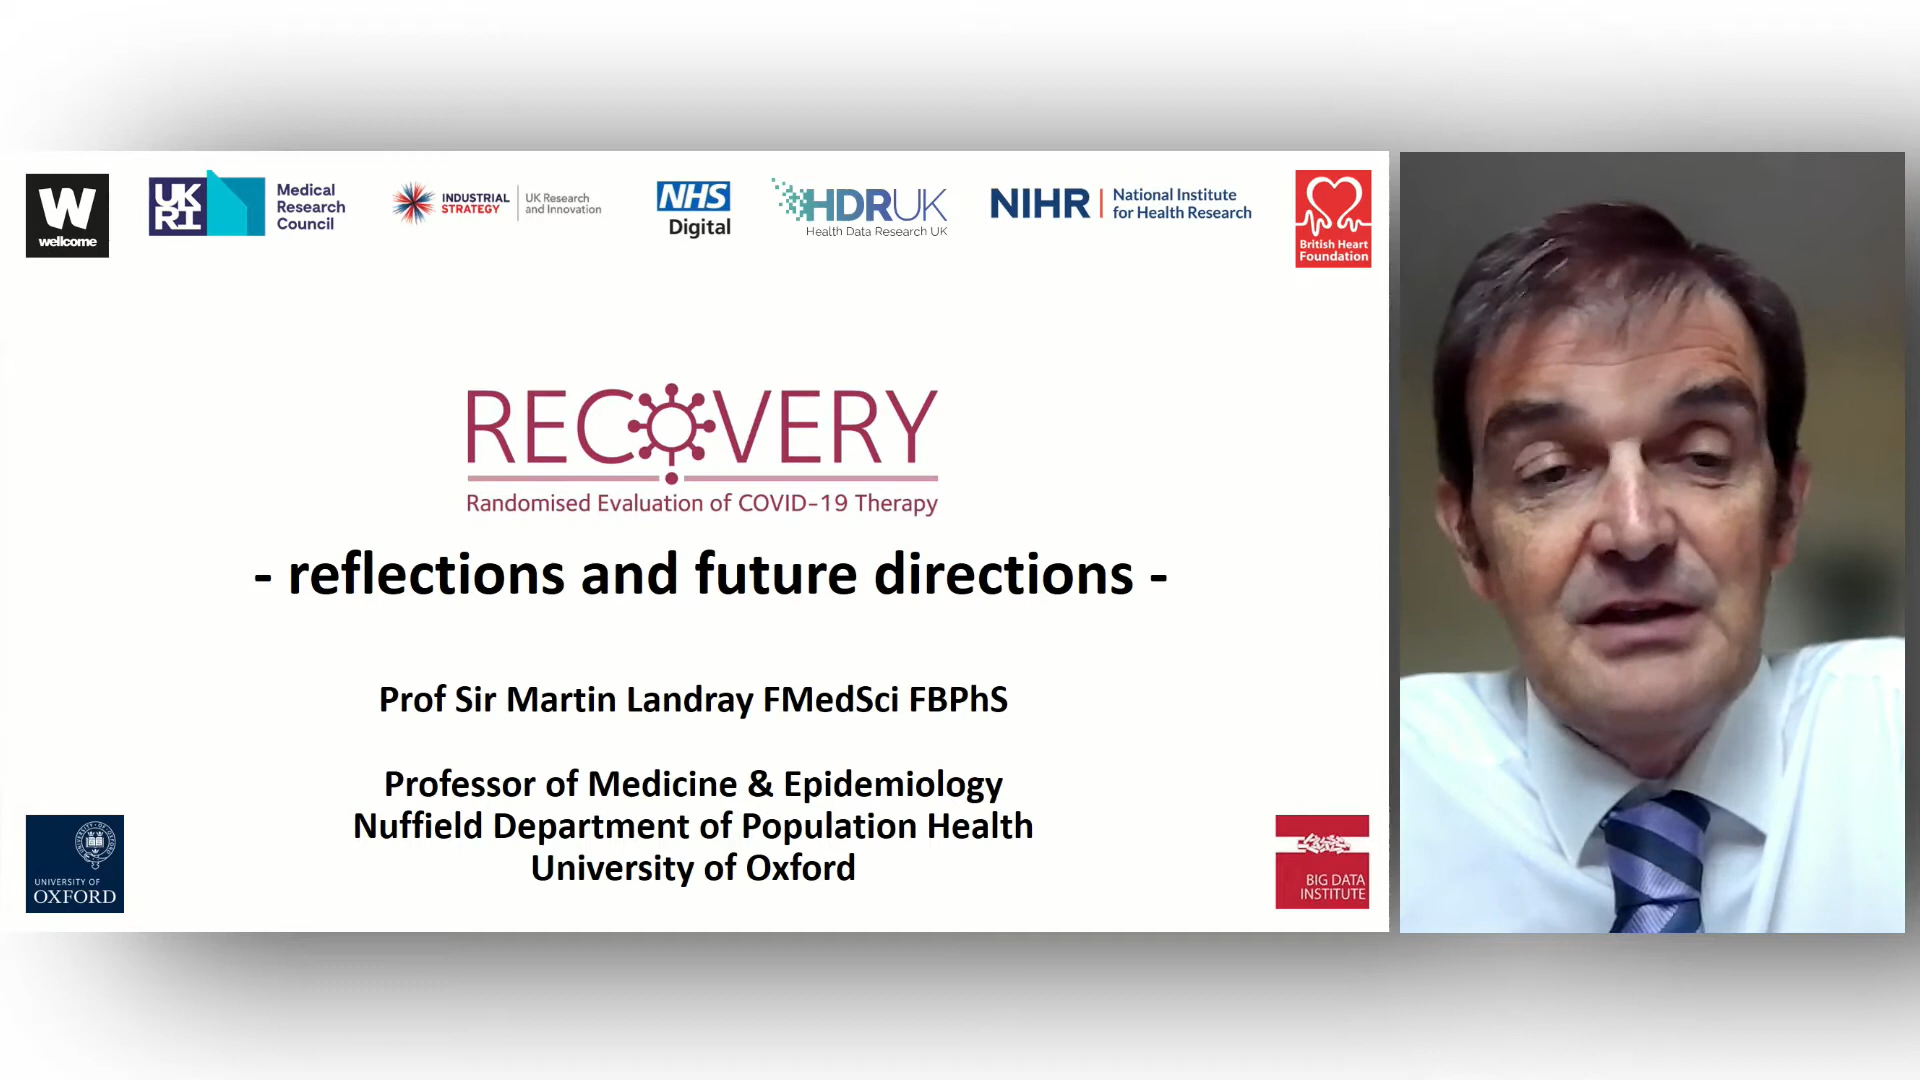 W
wellcome
UK
RI
Medical
Research
Council
INDUSTRIAL
STRATEGY
UK Research
and Innovation
NHS
Digital
HDRUK
Health Data Research UK
NIHR
National Institute
for Health Research
British Heart
Foundation
RECOVERY
Randomised Evaluation of COVID-19 Therapy
- reflections and future directions -
Prof Sir Martin Landray FMedSci FBPhS
Professor of Medicine & Epidemiology
Nuffield Department of Population Health
University of Oxford
UNIVERSITY OF
OXFORD
BIG DATA
INSTITUTE